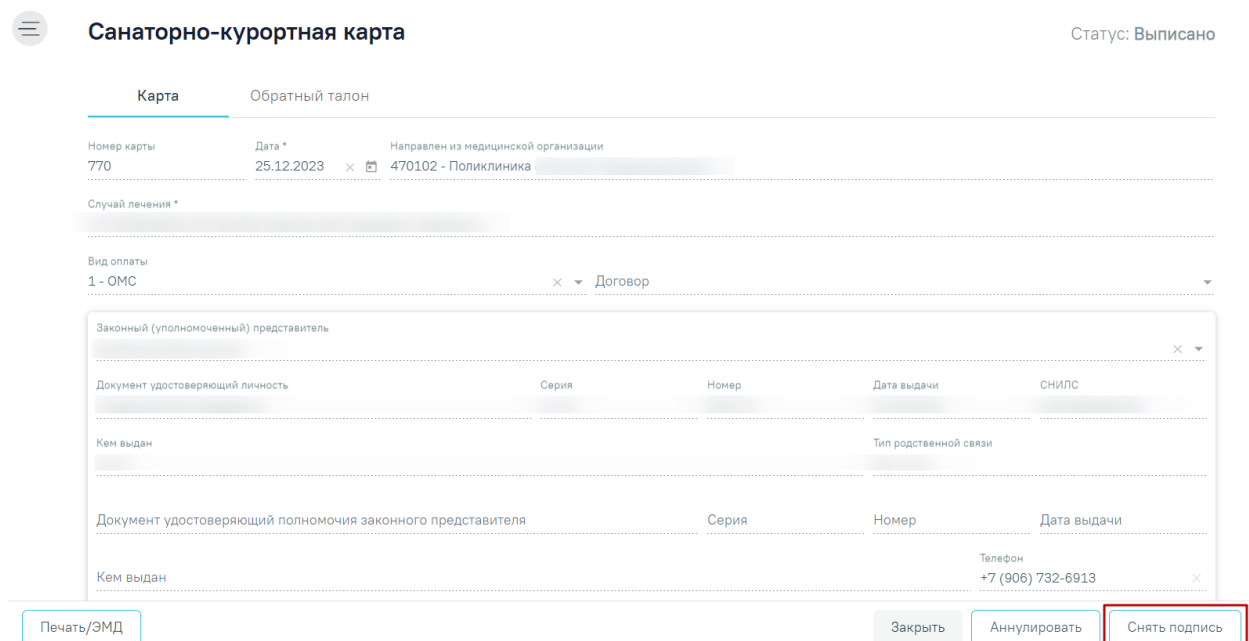 Санаторно-курортная карта
Статус: Выписано
Карта Обратный талон
Номер карты Дата * Направлен из медицинской организации
770 25.12.2023 470102 - Поликлиника
Случай лечения *
Вид оплаты
1 - ОМС Договор
Законный (уполномоченный) представитель
Документ удостоверяющий личность Серия Номер Дата выдачи СНИЛС
Кем выдан Тип родственной связи
Документ удостоверяющий полномочия законного представителя Серия Номер Дата выдачи
Телефон
Кем выдан +7 (906) 732-6913
Печать/ЭМД Закрыть Аннулировать Снять подпись